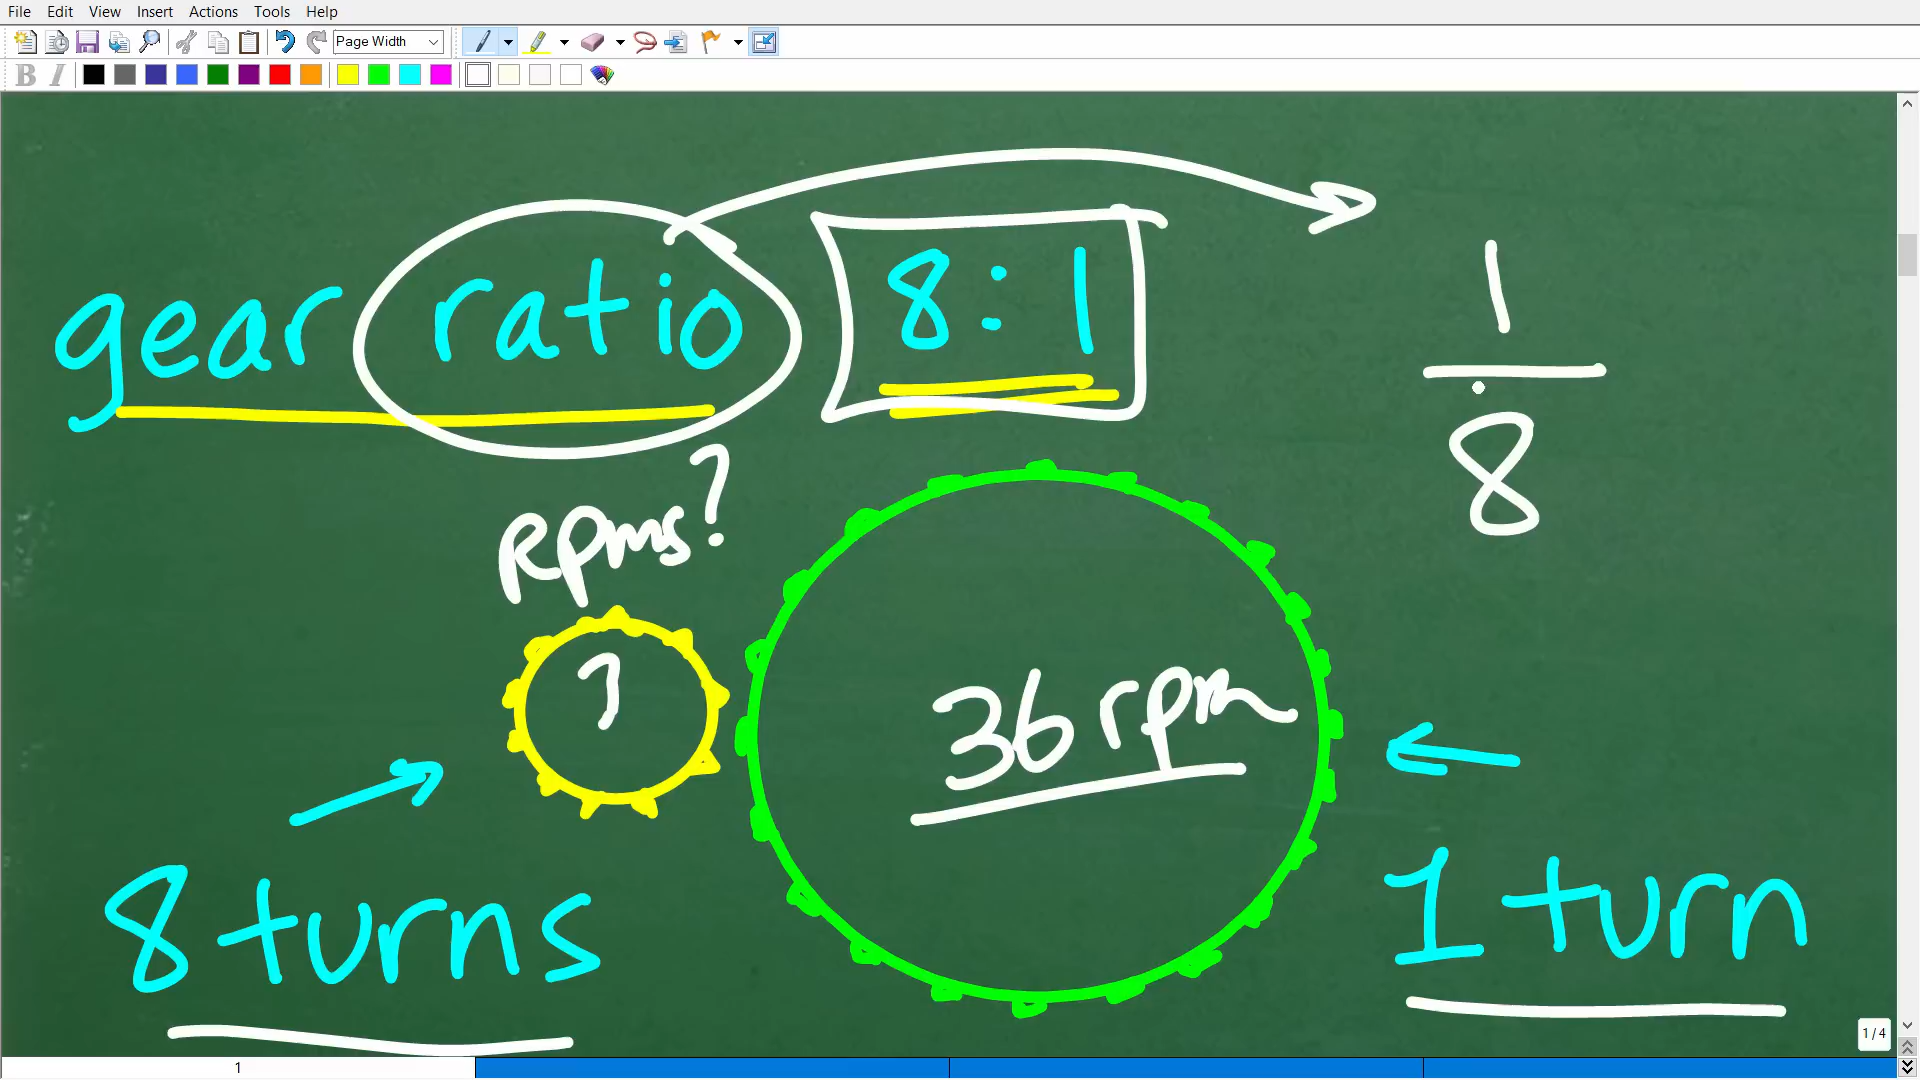 File Edit View Insert Actions Tools Help
Page Width
B I
gear ratio 8:1
1
8
Rpms?
?
36 rpm
8 turns
1 turn
1/4
1